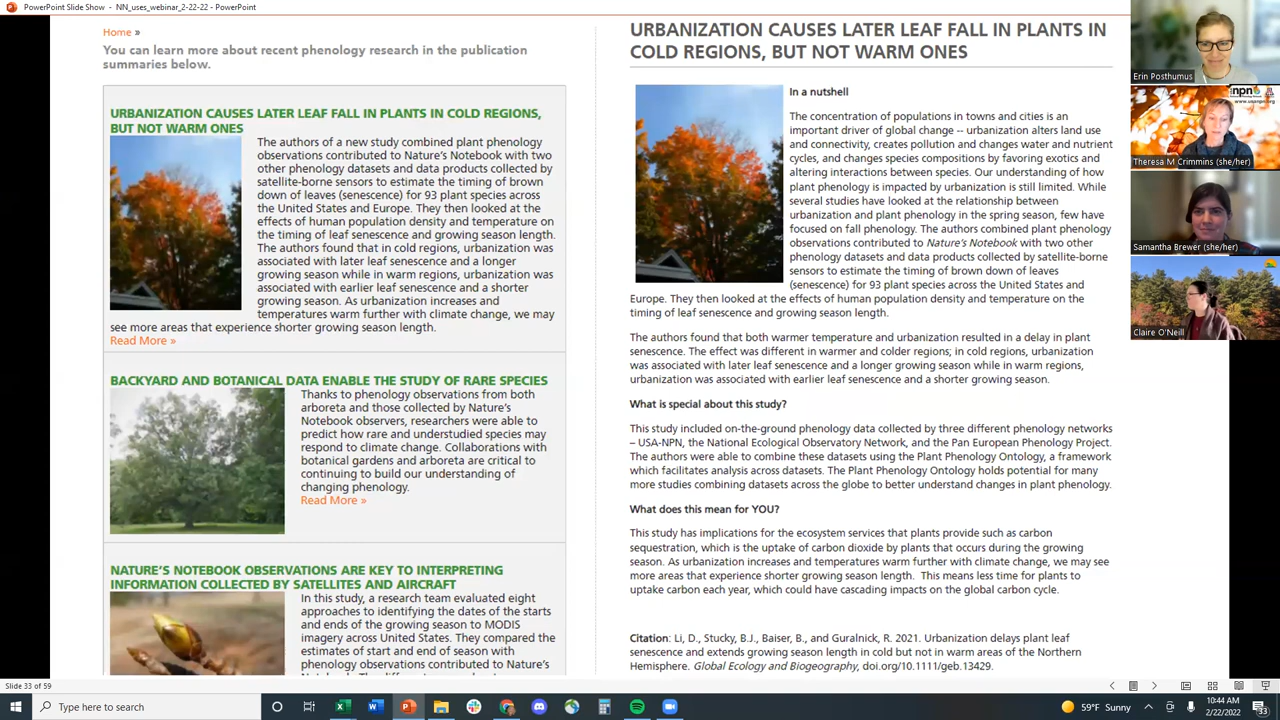 PowerPoint Slide Show - NN_uses_webinar_2-22-22 - PowerPoint
Home »
You can learn more about recent phenology research in the publication
summaries below.
URBANIZATION CAUSES LATER LEAF FALL IN PLANTS IN COLD REGIONS,
BUT NOT WARM ONES
The authors of a new study combined plant phenology
observations contributed to Nature's Notebook with two
other phenology datasets and data products collected by
satellite-borne sensors to estimate the timing of brown
down of leaves (senescence) for 93 plant species across
the United States and Europe. They then looked at the
effects of human population density and temperature on
the timing of leaf senescence and growing season length.
The authors found that in cold regions, urbanization was
associated with later leaf senescence and a longer
growing season while in warm regions, urbanization was
associated with earlier leaf senescence and a shorter
growing season. As urbanization increases and
temperatures warm further with climate change, we may
see more areas that experience shorter growing season length.
Read More »
BACKYARD AND BOTANICAL DATA ENABLE THE STUDY OF RARE SPECIES
Thanks to phenology observations from both
arboreta and those collected by Nature's
Notebook observers, researchers were able to
predict how rare and understudied species may
respond to climate change. Collaborations with
botanical gardens and arboreta are critical to
continuing to build our understanding of
changing phenology.
Read More »
NATURE'S NOTEBOOK OBSERVATIONS ARE KEY TO INTERPRETING
INFORMATION COLLECTED BY SATELLITES AND AIRCRAFT
In this study, a research team evaluated eight
approaches to identifying the dates of the starts
and ends of the growing season to MODIS
imagery across United States. They compared the
estimates of start and end of season with
phenology observations contributed to Nature's
URBANIZATION CAUSES LATER LEAF FALL IN PLANTS IN
COLD REGIONS, BUT NOT WARM ONES
In a nutshell
The concentration of populations in towns and cities is an
important driver of global change -- urbanization alters land use
and connectivity, creates pollution and changes water and nutrient
cycles, and changes species compositions by favoring exotics and
altering interactions between species. Our understanding of how
plant phenology is impacted by urbanization is still limited. While
several studies have looked at the relationship between
urbanization and plant phenology in the spring season, few have
focused on fall phenology. The authors combined plant phenology
observations contributed to Nature's Notebook with two other
phenology datasets and data products collected by satellite-borne
sensors to estimate the timing of brown down of leaves
(senescence) for 93 plant species across the United States and
Europe. They then looked at the effects of human population density and temperature on the
timing of leaf senescence and growing season length.
The authors found that both warmer temperature and urbanization resulted in a delay in plant
senescence. The effect was different in warmer and colder regions; in cold regions, urbanization
was associated with later leaf senescence and a longer growing season while in warm regions,
urbanization was associated with earlier leaf senescence and a shorter growing season.
What is special about this study?
This study included on-the-ground phenology data collected by three different phenology networks
– USA-NPN, the National Ecological Observatory Network, and the Pan European Phenology Project.
The authors were able to combine these datasets using the Plant Phenology Ontology, a framework
which facilitates analysis across datasets. The Plant Phenology Ontology holds potential for many
more studies combining datasets across the globe to better understand changes in plant phenology.
What does this mean for YOU?
This study has implications for the ecosystem services that plants provide such as carbon
sequestration, which is the uptake of carbon dioxide by plants that occurs during the growing
season. As urbanization increases and temperatures warm further with climate change, we may see
more areas that experience shorter growing season length. This means less time for plants to
uptake carbon each year, which could have cascading impacts on the global carbon cycle.
Citation: Li, D., Stucky, B.J., Baiser, B., and Guralnick, R. 2021. Urbanization delays plant leaf
senescence and extends growing season length in cold but not in warm areas of the Northern
Hemisphere. Global Ecology and Biogeography, doi.org/10.1111/geb.13429.
Erin Posthumus
npn
www.usanpn.org
Theresa M Crimmins (she/her)
Samantha Brewer (she/her)
Claire O'Neill
Slide 33 of 59
Type here to search
59°F Sunny
10:44 AM
2/22/2022